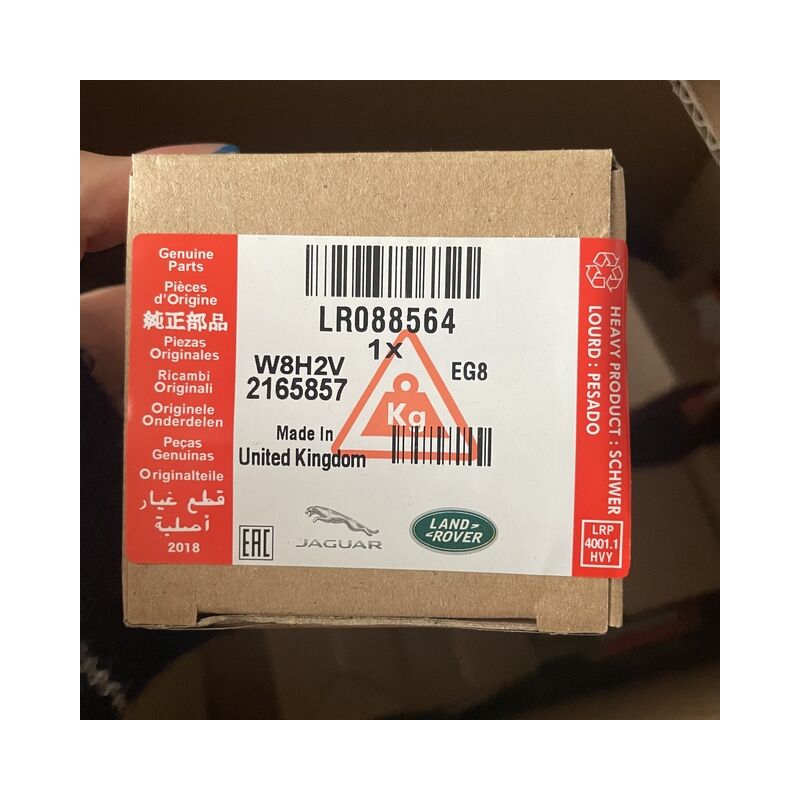 Genuine
Parts
Pièces
d'Origine
純正部品
Piezas
Originales
Ricambi
Originali
Originele
Onderdelen
Peças
Genuinas
Originalteile
قطع غيار
أصلية
2018
LR088564
1x
W8H2V
2165857
EG8
Kg
Made In
United Kingdom
EAC
JAGUAR
LAND
ROVER
HEAVY PRODUCT : SCHWER
LOURD : PESADO
LRP
4001.1
HVY